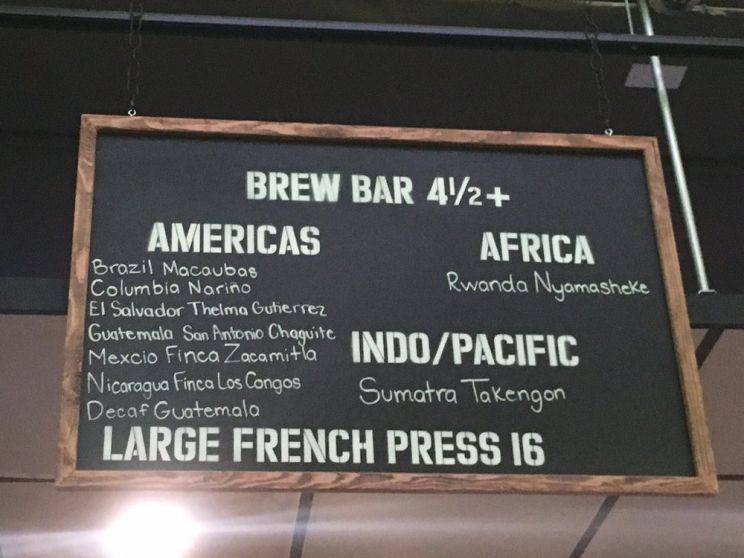 BREW BAR 4½+
AMERICAS
Brazil Macaubas
Columbia Nariño
El Salvador Thelma Gutierrez
Guatemala San Antonio Chaguite
Mexcio Finca Zacamitla
Nicaragua Finca Los Congos
Decaf Guatemala
AFRICA
Rwanda Nyamasheke
INDO/PACIFIC
Sumatra Takengon
LARGE FRENCH PRESS 16